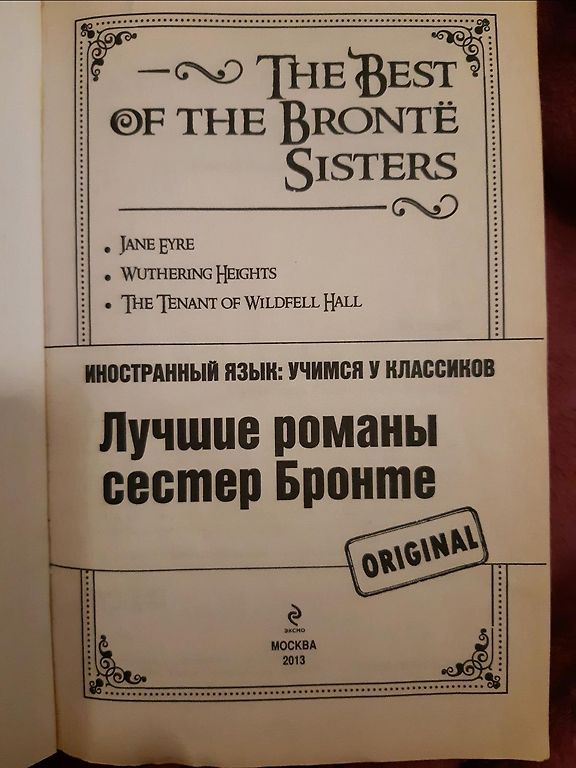 THE BEST
OF THE BRONTË
SISTERS
• JANE EYRE
• WUTHERING HEIGHTS
• THE TENANT OF WILDFELL HALL
ИНОСТРАННЫЙ ЯЗЫК: УЧИМСЯ У КЛАССИКОВ
Лучшие романы
сестер Бронте
ORIGINAL
ЭКСМО
МОСКВА
2013